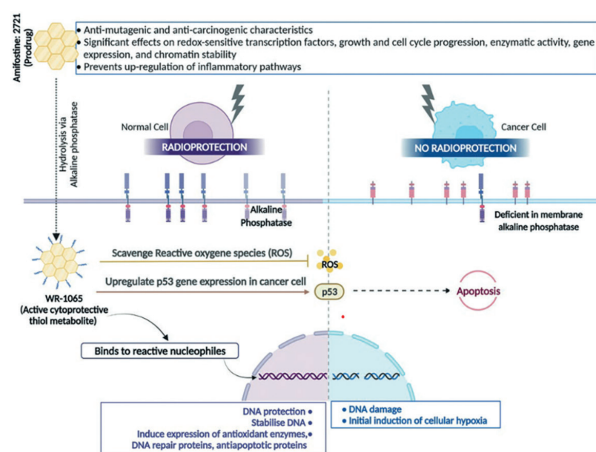 Amifostine: 2721
(Prodrug)
• Anti-mutagenic and anti-carcinogenic characteristics
• Significant effects on redox-sensitive transcription factors, growth and cell cycle progression, enzymatic activity, gene
expression, and chromatin stability
• Prevents up-regulation of inflammatory pathways
Hydrolysis via
Alkaline phosphatase
Normal Cell
RADIOPROTECTION
Cancer Cell
NO RADIOPROTECTION
Alkaline
Phosphatase
Deficient in membrane
alkaline phosphatase
WR-1065
(Active cytoprotective
thiol metabolite)
Scavenge Reactive oxygene species (ROS)
ROS
Upregulate p53 gene expression in cancer cell
p53
Apoptosis
Binds to reactive nucleophiles
DNA protection •
Stabilise DNA •
Induce expression of antioxidant enzymes,•
DNA repair proteins, antiapoptotic proteins
• DNA damage
• Initial induction of cellular hypoxia